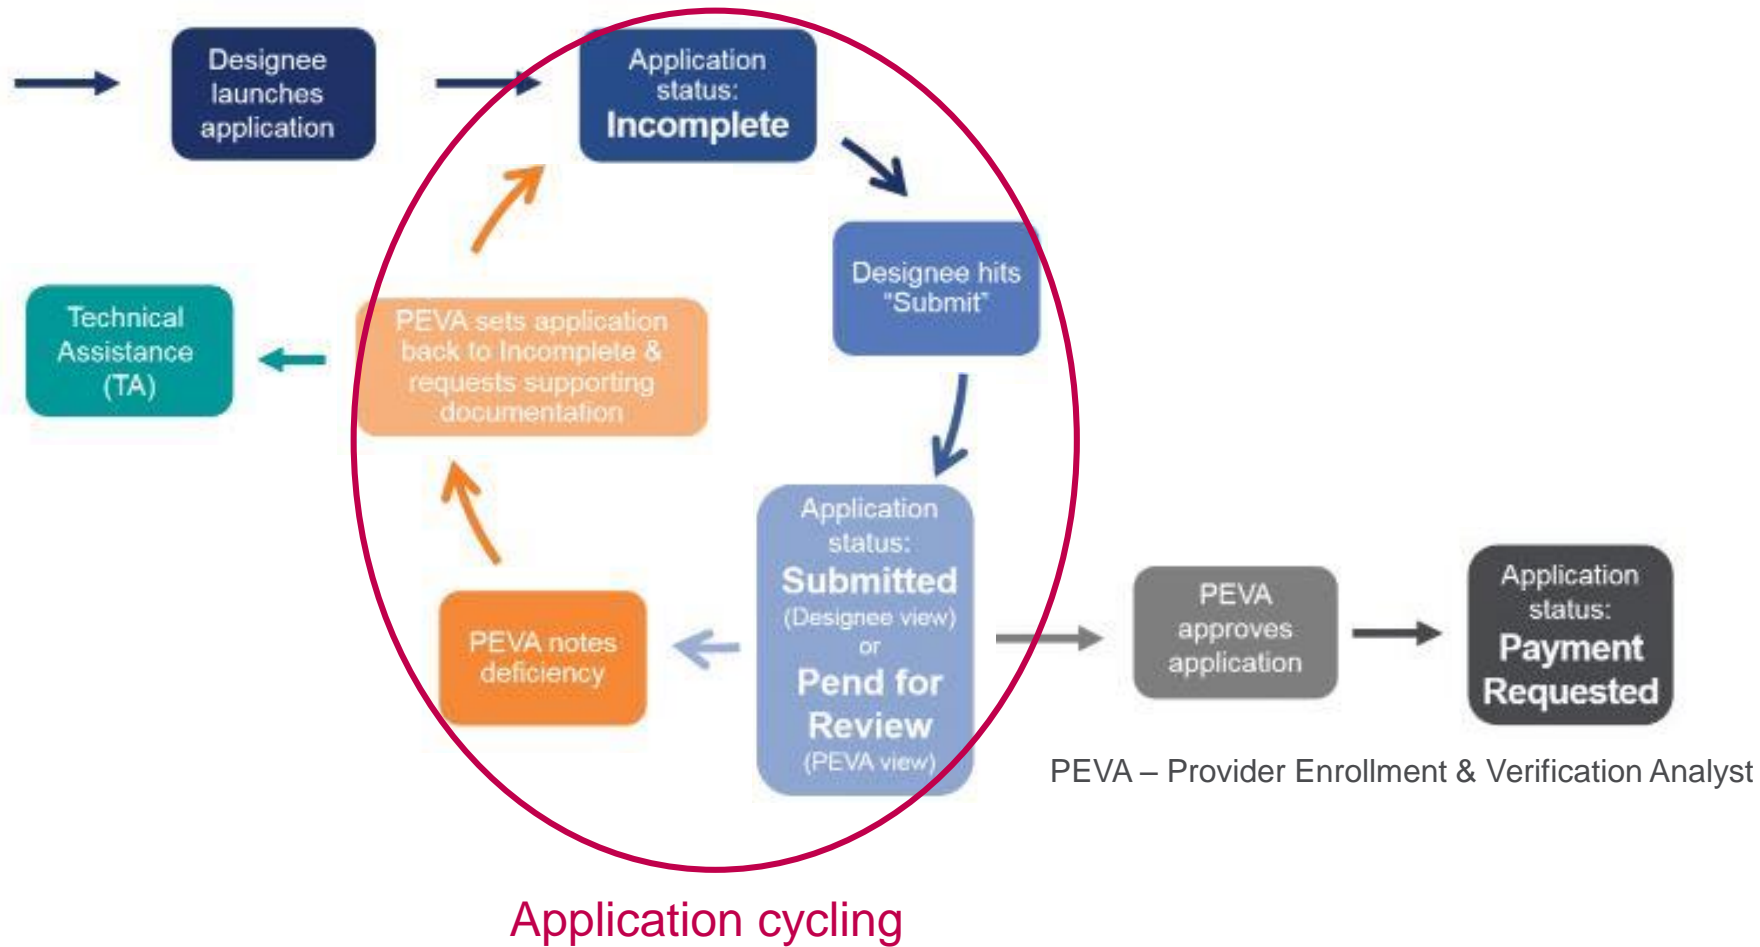 Designee
launches
application
Application
status:
Incomplete
Designee hits
“Submit”
Technical
Assistance
(TA)
PEVA sets application
back to Incomplete &
requests supporting
documentation
Application
status:
Submitted
(Designee view)
or
Pend for
Review
(PEVA view)
PEVA notes
deficiency
PEVA
approves
application
Application
status:
Payment
Requested
PEVA – Provider Enrollment & Verification Analyst
Application cycling